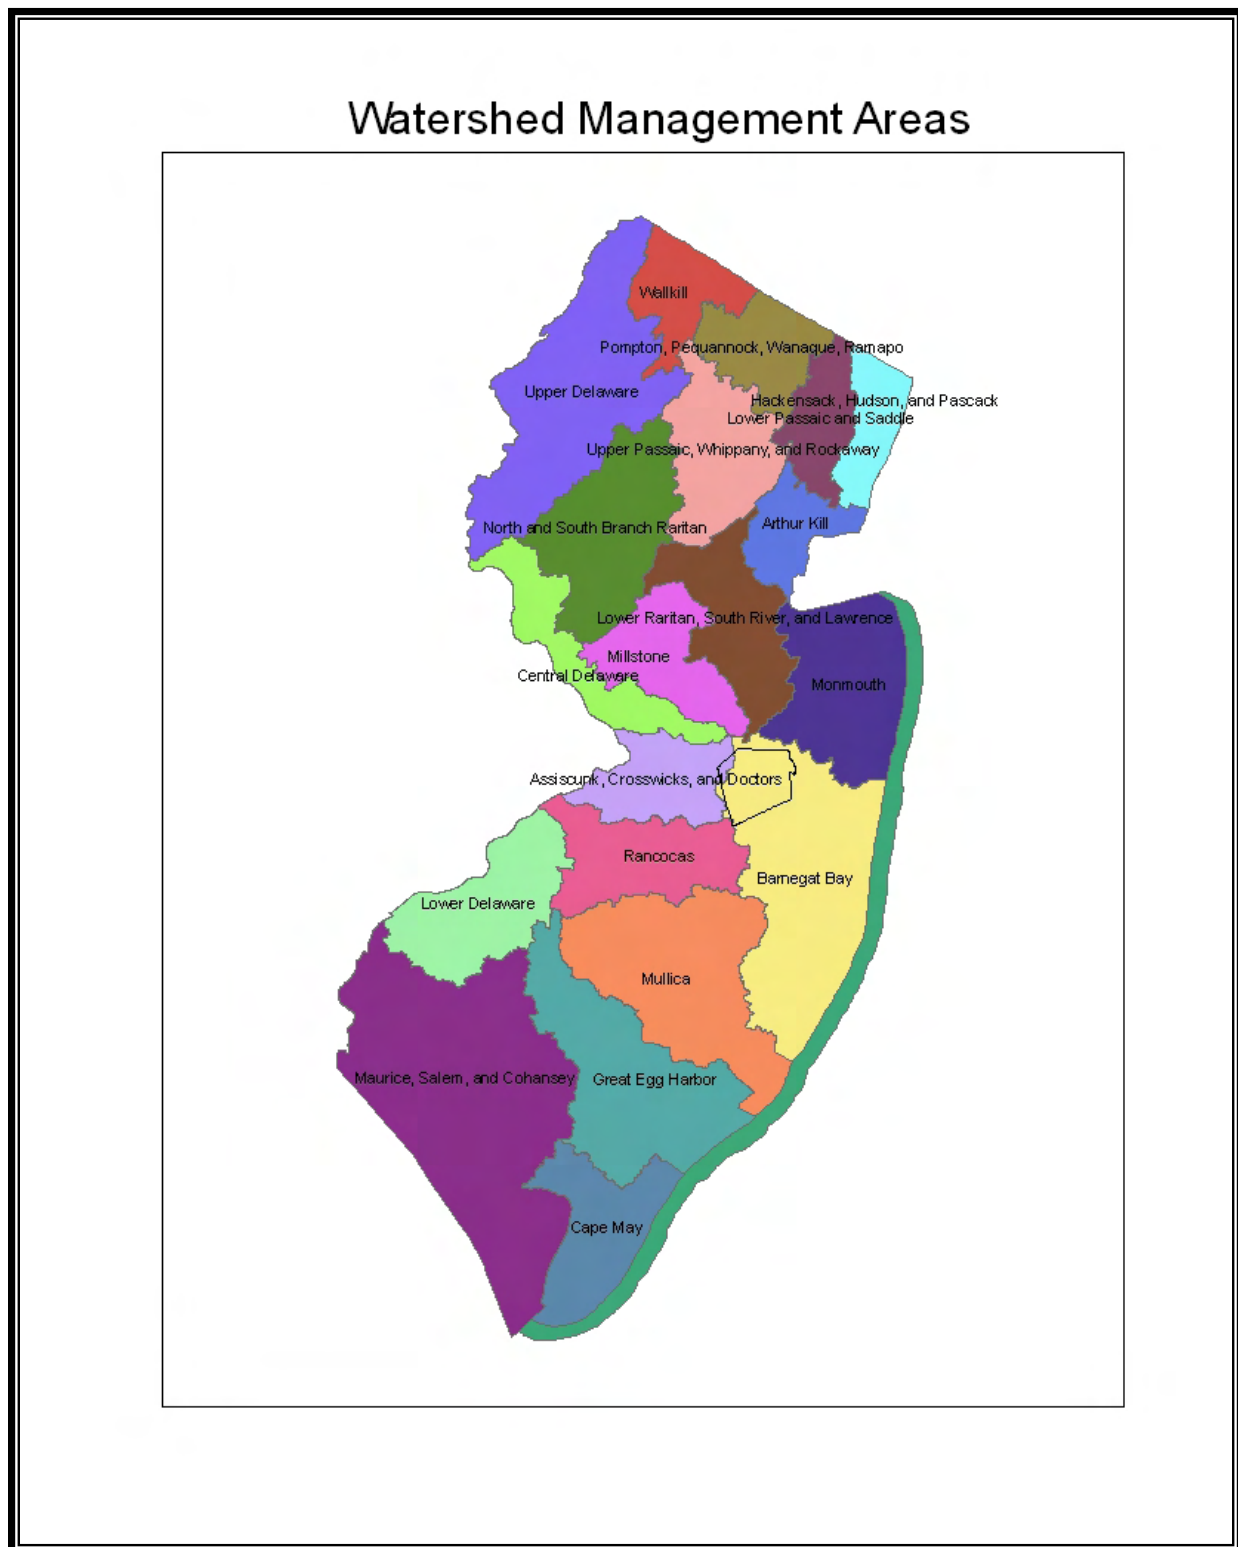 Watershed Management Areas
Wallkill
Pompton, Pequannock, Wanaque, Ramapo
Upper Delaware
Hackensack, Hudson, and Pascack
Lower Passaic and Saddle
Upper Passaic, Whippany, and Rockaway
Arthur Kill
North and South Branch Raritan
Lower Raritan, South River, and Lawrence
Millstone
Central Delaware
Monmouth
Assiscunk, Crosswicks, and Doctors
Rancocas
Barnegat Bay
Lower Delaware
Mullica
Maurice, Salem, and Cohansey
Great Egg Harbor
Cape May